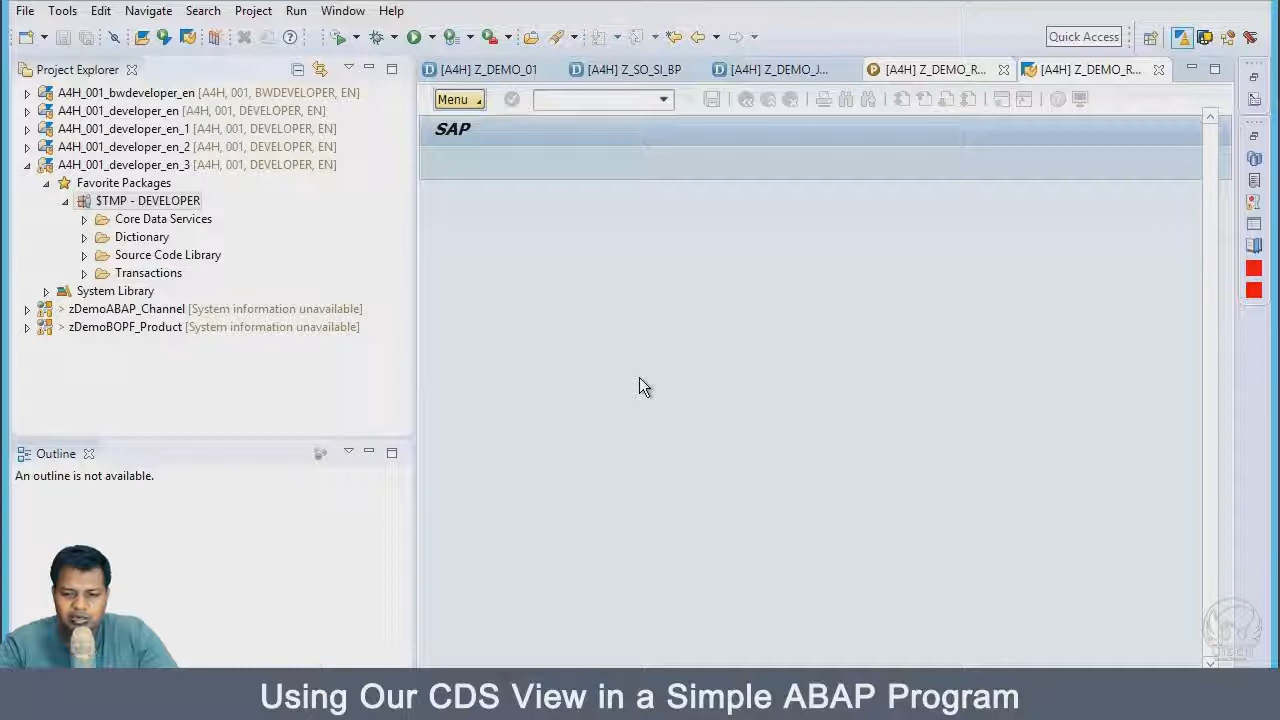 File Tools Edit Navigate Search Project Run Window Help
Quick Access
Project Explorer
[A4H] Z_DEMO_01
[A4H] Z_SO_SI_BP
[A4H] Z_DEMO_J...
[A4H] Z_DEMO_R...
[A4H] Z_DEMO_R...
Menu
SAP
A4H_001_bwdeveloper_en [A4H, 001, BWDEVELOPER, EN]
A4H_001_developer_en [A4H, 001, DEVELOPER, EN]
A4H_001_developer_en_1 [A4H, 001, DEVELOPER, EN]
A4H_001_developer_en_2 [A4H, 001, DEVELOPER, EN]
A4H_001_developer_en_3 [A4H, 001, DEVELOPER, EN]
Favorite Packages
$TMP - DEVELOPER
Core Data Services
Dictionary
Source Code Library
Transactions
System Library
> zDemoABAP_Channel [System information unavailable]
> zDemoBOPF_Product [System information unavailable]
Outline
An outline is not available.
Using Our CDS View in a Simple ABAP Program